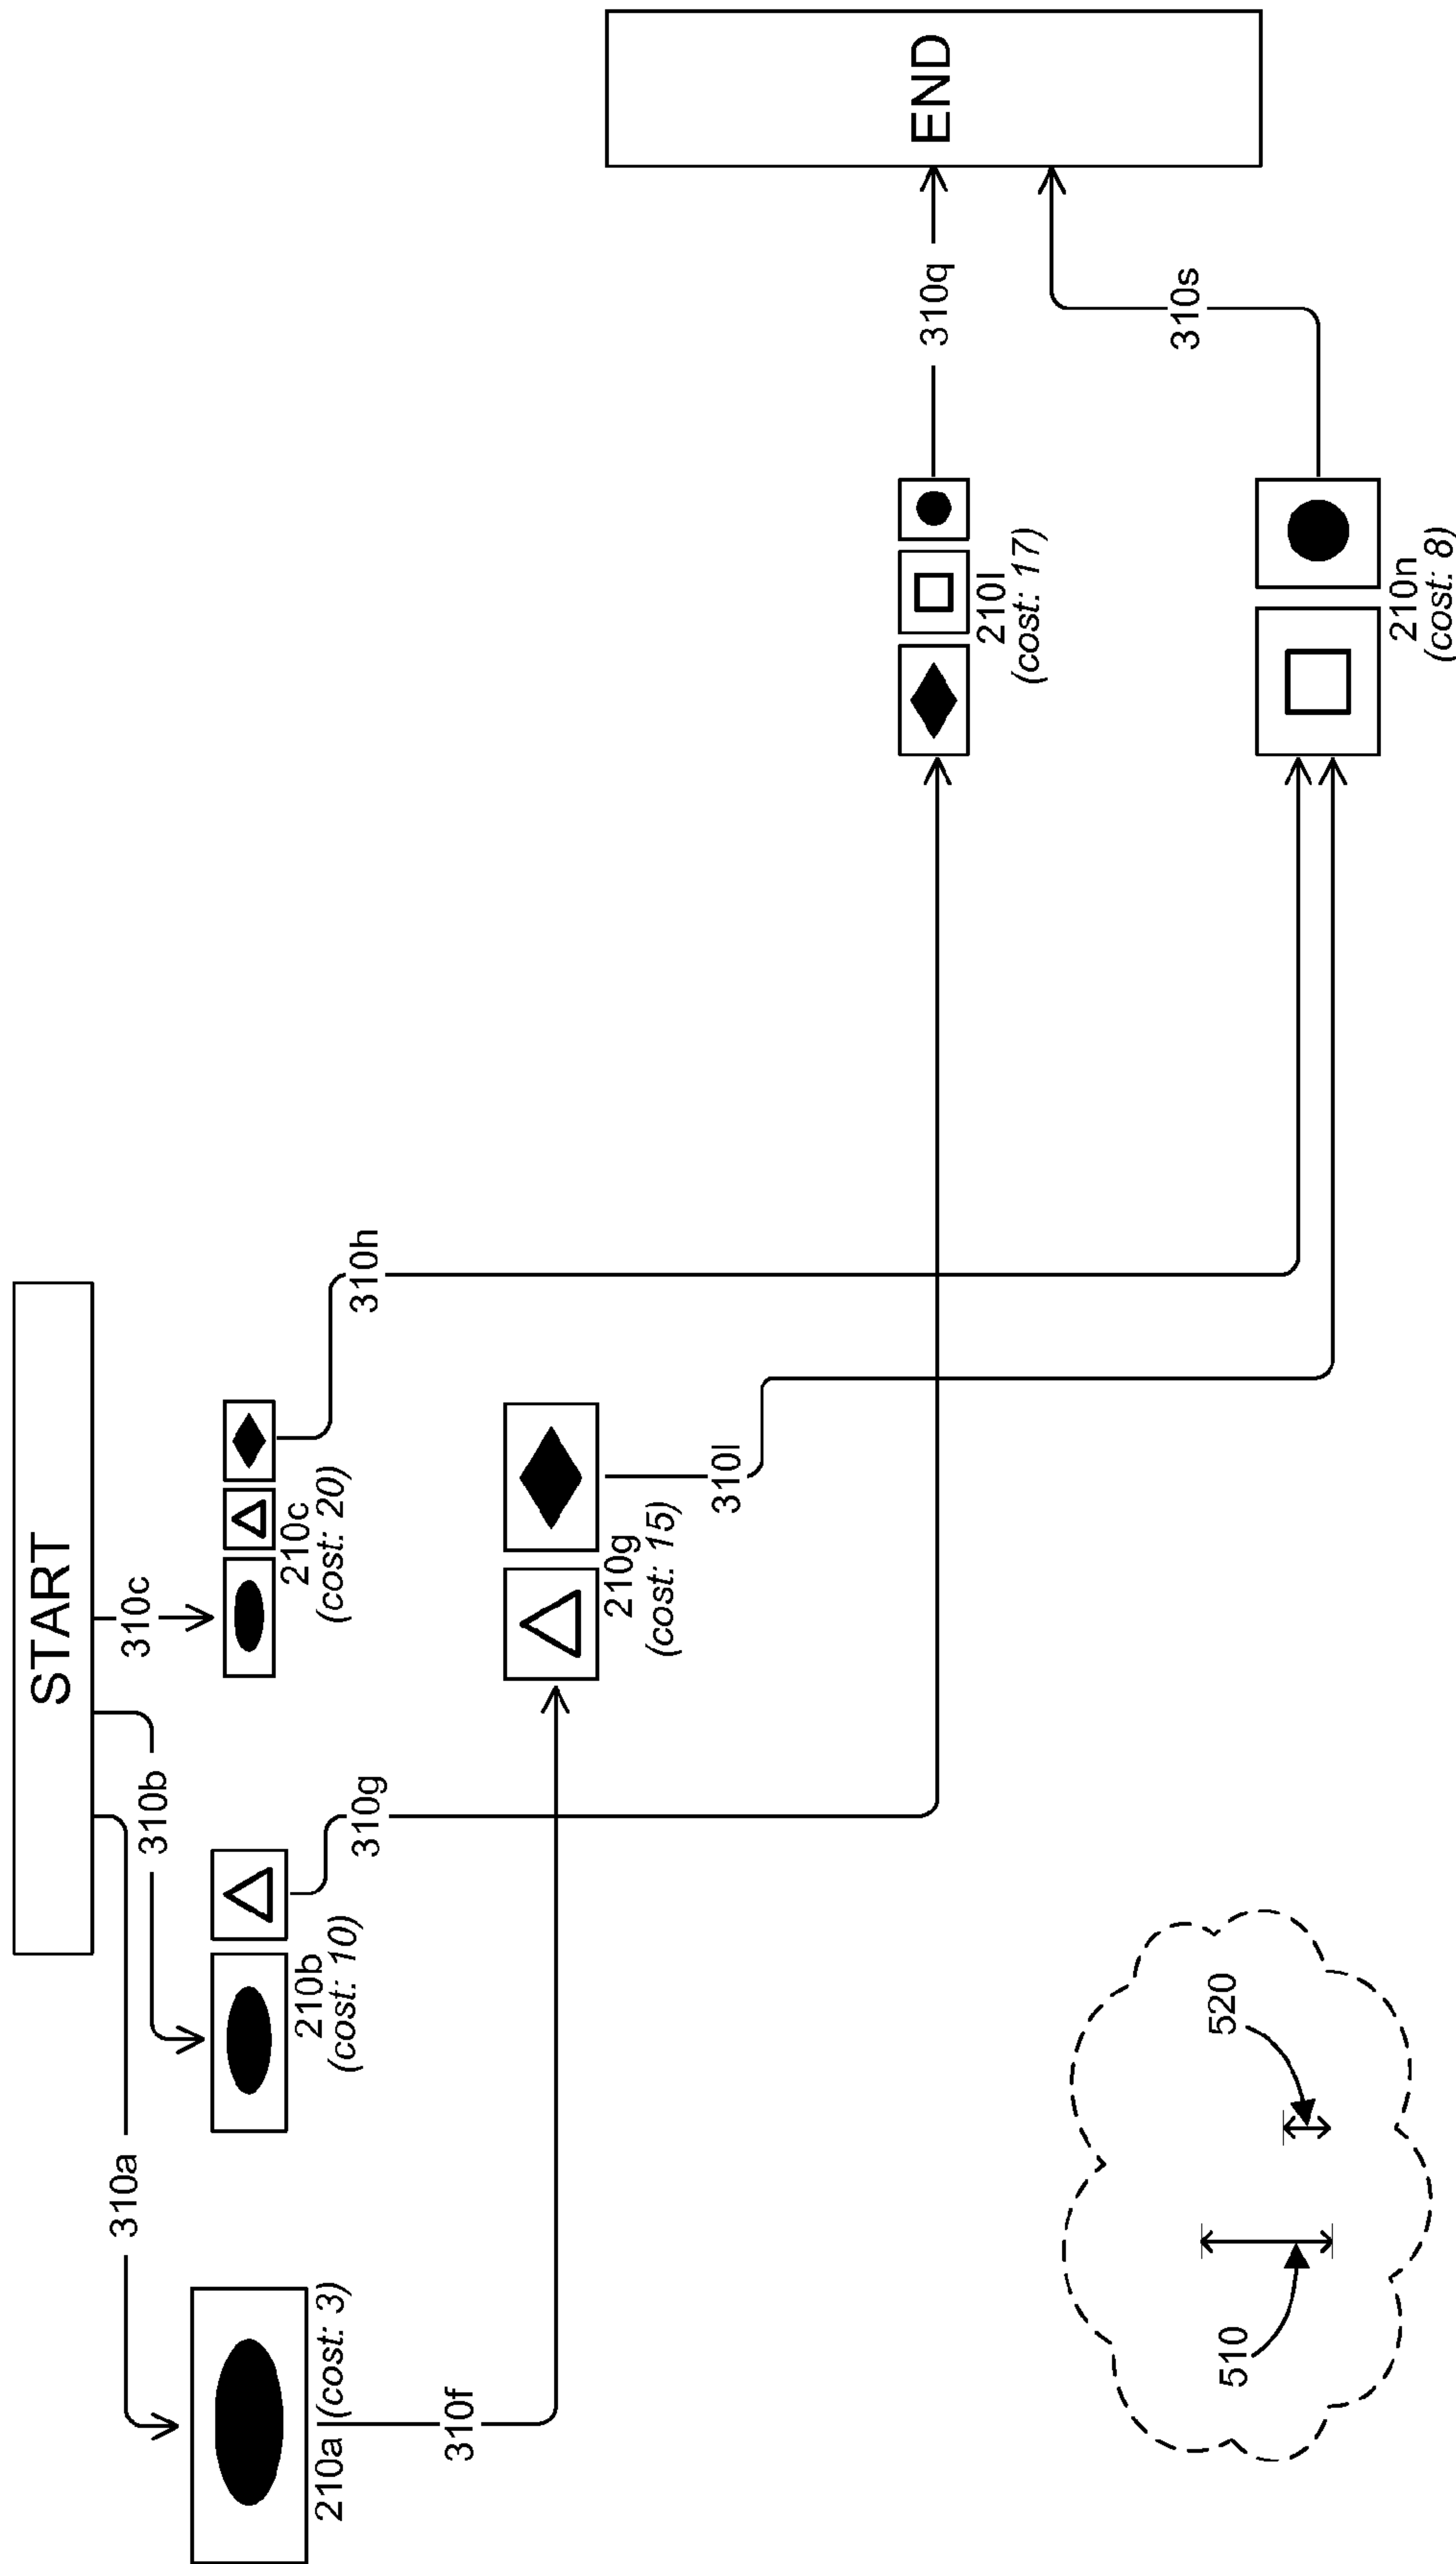 START
310a
310b
310c
210a (cost: 3)
210b
(cost: 10)
210c
(cost: 20)
310f
310g
310h
210g
(cost: 15)
310l
210l
(cost: 17)
310q
END
210n
(cost: 8)
310s
510
520